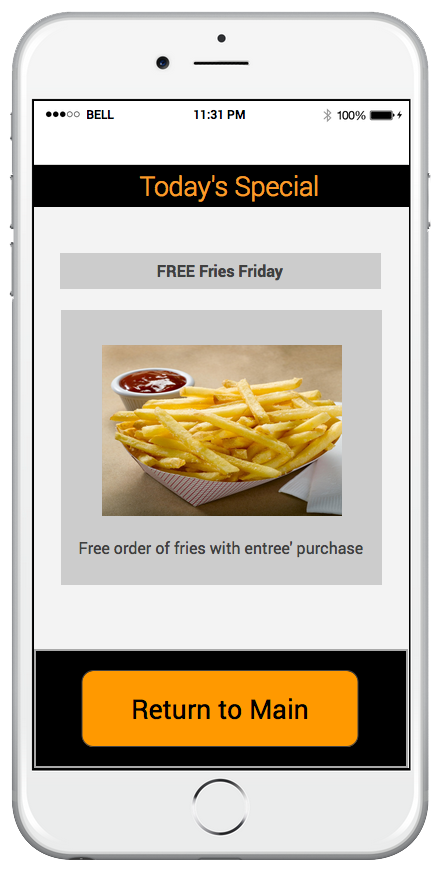 BELL 11:31 PM 100%
Today's Special
FREE Fries Friday
Free order of fries with entree' purchase
Return to Main